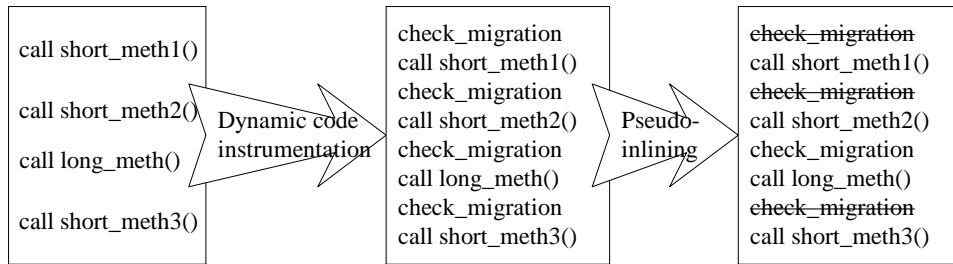 call short_meth1()
call short_meth2()
call long_meth()
call short_meth3()
Dynamic code
instrumentation
check_migration
call short_meth1()
check_migration
call short_meth2()
check_migration
call long_meth()
check_migration
call short_meth3()
Pseudo-
inlining
check_migration
call short_meth1()
check_migration
call short_meth2()
check_migration
call long_meth()
check_migration
call short_meth3()